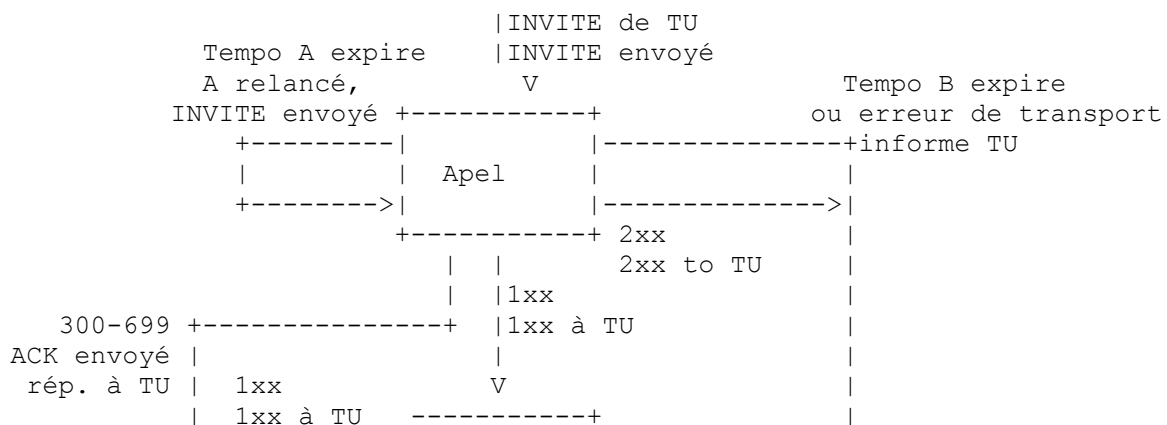 |INVITE de TU
Tempo A expire |INVITE envoyé
A relancé, V Tempo B expire
INVITE envoyé +-----------+ ou erreur de transport
+---------| |---------------+informe TU
| | Apel | |
+-------->| |-------------->|
+-----------+ 2xx |
| | 2xx to TU |
| |1xx |
300-699 +---------------+ |1xx à TU |
ACK envoyé | | |
rép. à TU | 1xx V |
| 1xx à TU -----------+ |